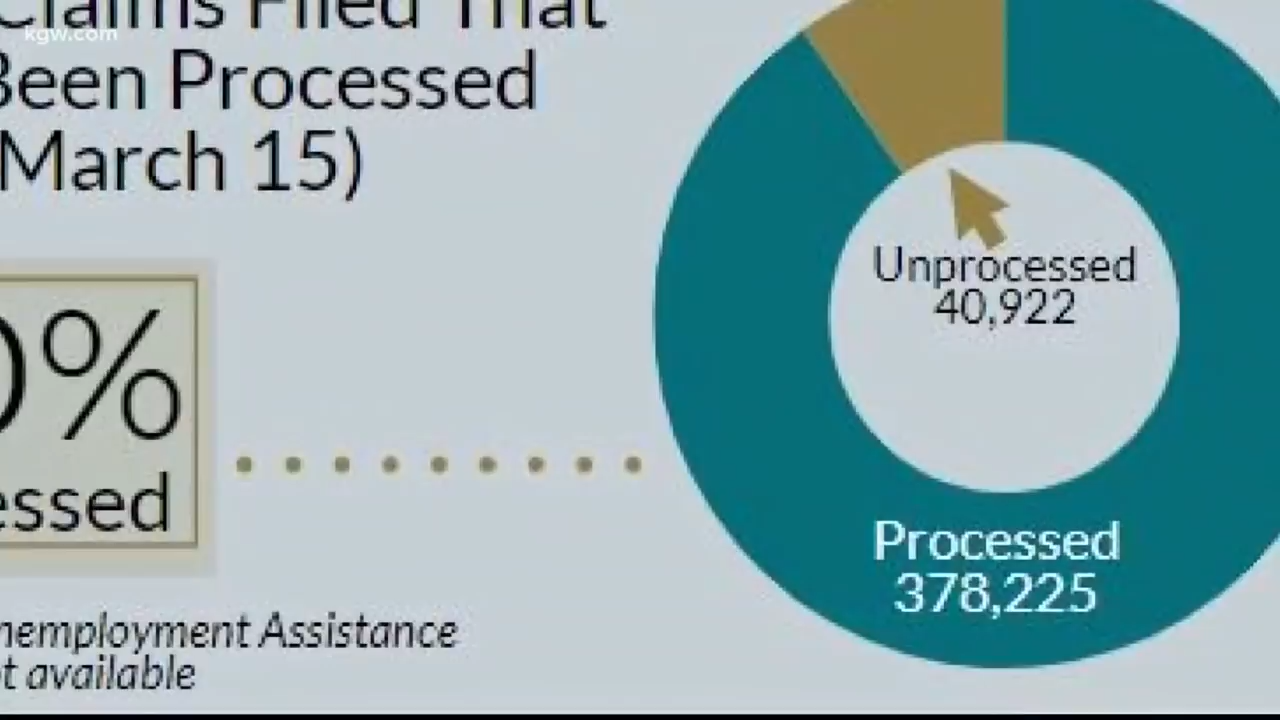 Claims Filed That
kgw.com
Been Processed
March 15)
0%
essed
nemployment Assistance
t available
Unprocessed
40,922
Processed
378,225